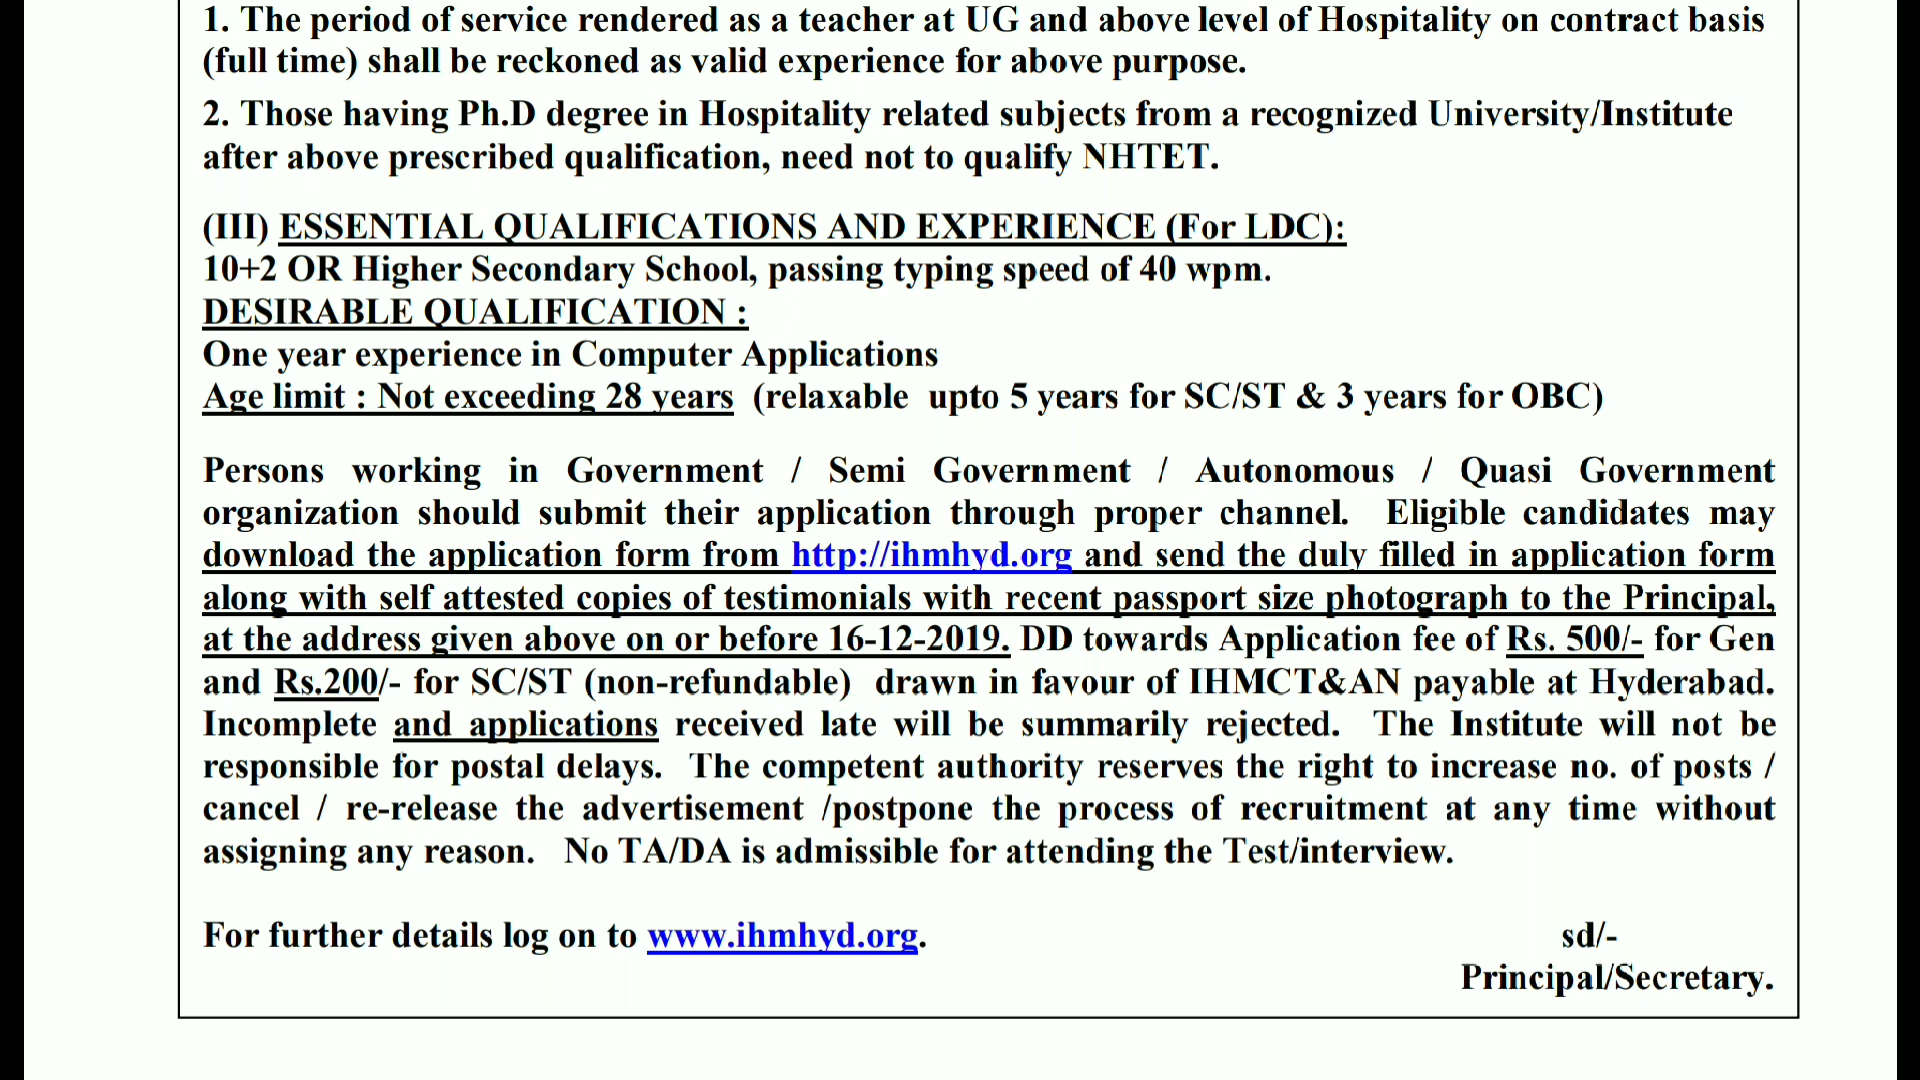 1. The period of service rendered as a teacher at UG and above level of Hospitality on contract basis
(full time) shall be reckoned as valid experience for above purpose.
2. Those having Ph.D degree in Hospitality related subjects from a recognized University/Institute
after above prescribed qualification, need not to qualify NHTET.
(III) ESSENTIAL QUALIFICATIONS AND EXPERIENCE (For LDC):
10+2 OR Higher Secondary School, passing typing speed of 40 wpm.
DESIRABLE QUALIFICATION :
One year experience in Computer Applications
Age limit : Not exceeding 28 years (relaxable upto 5 years for SC/ST & 3 years for OBC)
Persons working in Government / Semi Government / Autonomous / Quasi Government
organization should submit their application through proper channel. Eligible candidates may
download the application form from http://ihmhyd.org and send the duly filled in application form
along with self attested copies of testimonials with recent passport size photograph to the Principal,
at the address given above on or before 16-12-2019. DD towards Application fee of Rs. 500/- for Gen
and Rs.200/- for SC/ST (non-refundable) drawn in favour of IHMCT&AN payable at Hyderabad.
Incomplete and applications received late will be summarily rejected. The Institute will not be
responsible for postal delays. The competent authority reserves the right to increase no. of posts /
cancel / re-release the advertisement /postpone the process of recruitment at any time without
assigning any reason. No TA/DA is admissible for attending the Test/interview.
For further details log on to www.ihmhyd.org.
sd/-
Principal/Secretary.